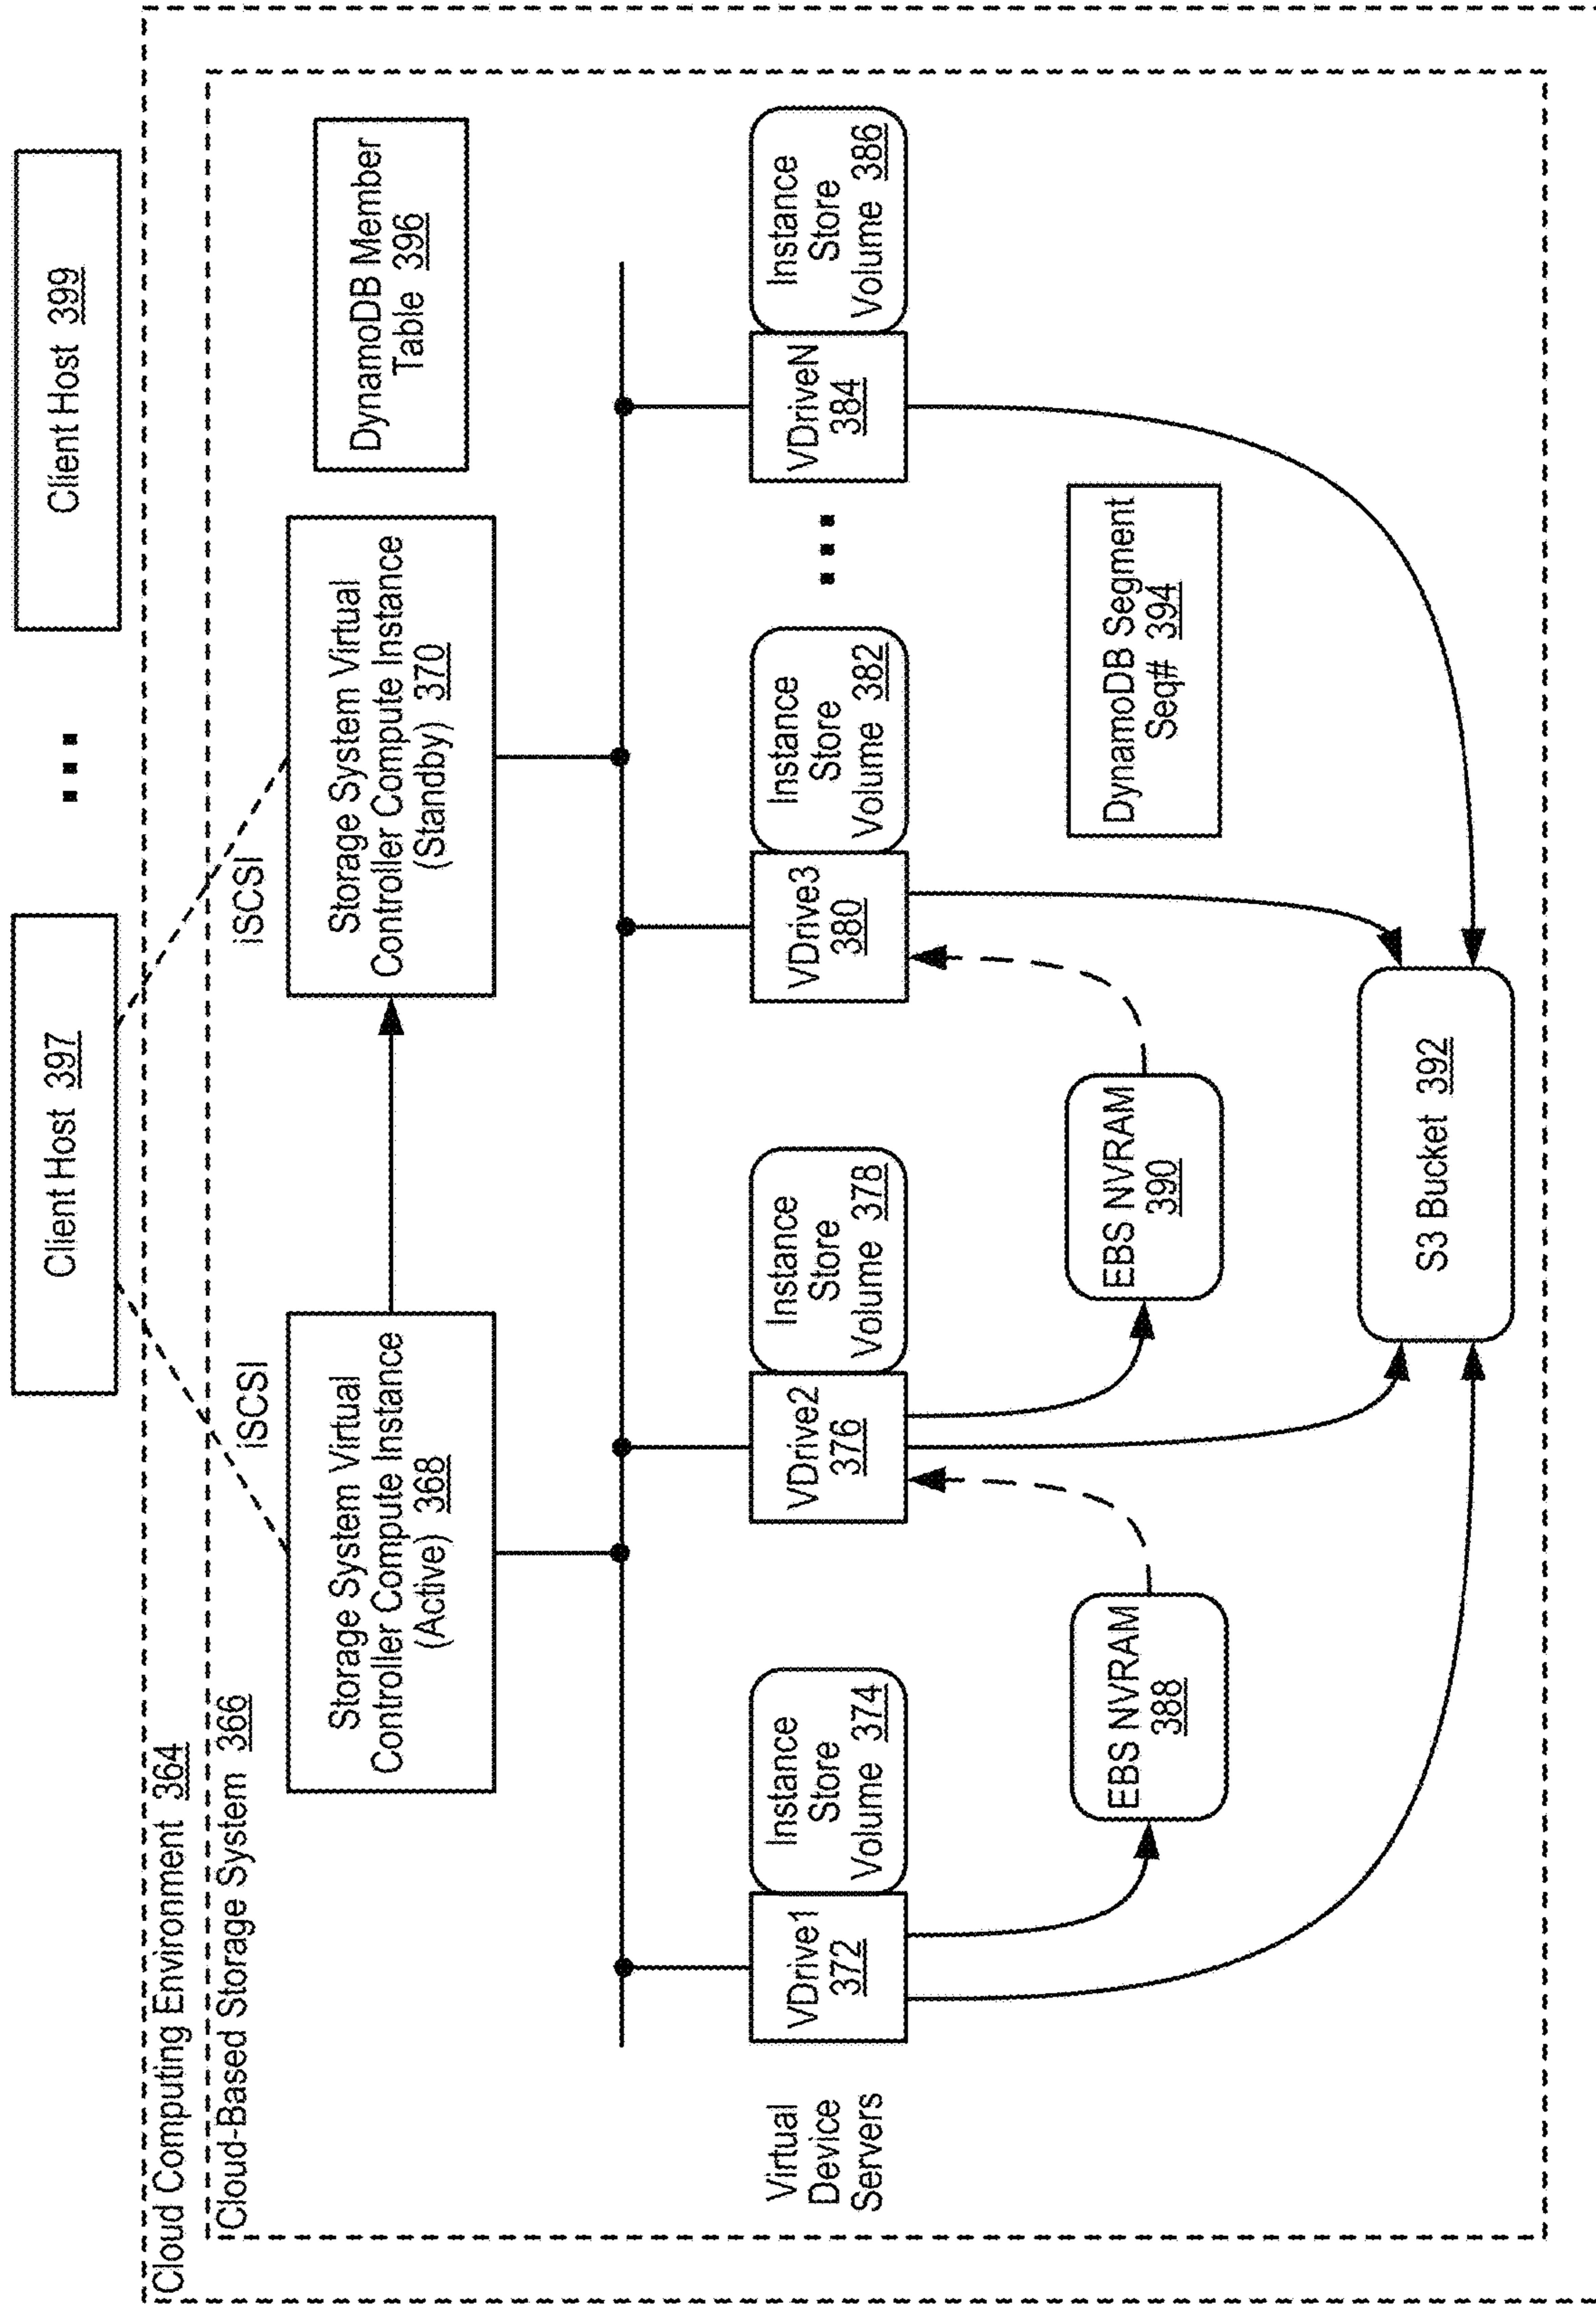 Client Host 397
Client Host 399
Cloud Computing Environment 364
Cloud-Based Storage System 366
iSCSI
iSCSI
Storage System Virtual
Controller Compute Instance
(Active) 368
Storage System Virtual
Controller Compute Instance
(Standby) 370
DynamoDB Member
Table 396
Virtual
Device
Servers
VDrive1
372
Instance
Store
Volume 374
VDrive2
376
Instance
Store
Volume 378
VDrive3
380
Instance
Store
Volume 382
VDriveN
384
Instance
Store
Volume 386
EBS NVRAM
388
EBS NVRAM
390
DynamoDB Segment
Seq# 394
S3 Bucket 392